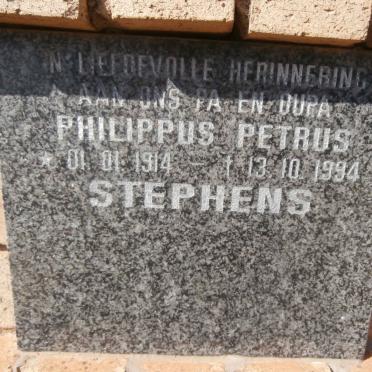 IN LIEFDEVOLLE HERINNERING
AAN ONS PA EN OUPA
PHILIPPUS PETRUS
* 01.01.1914 — † 13.10.1994
STEPHENS